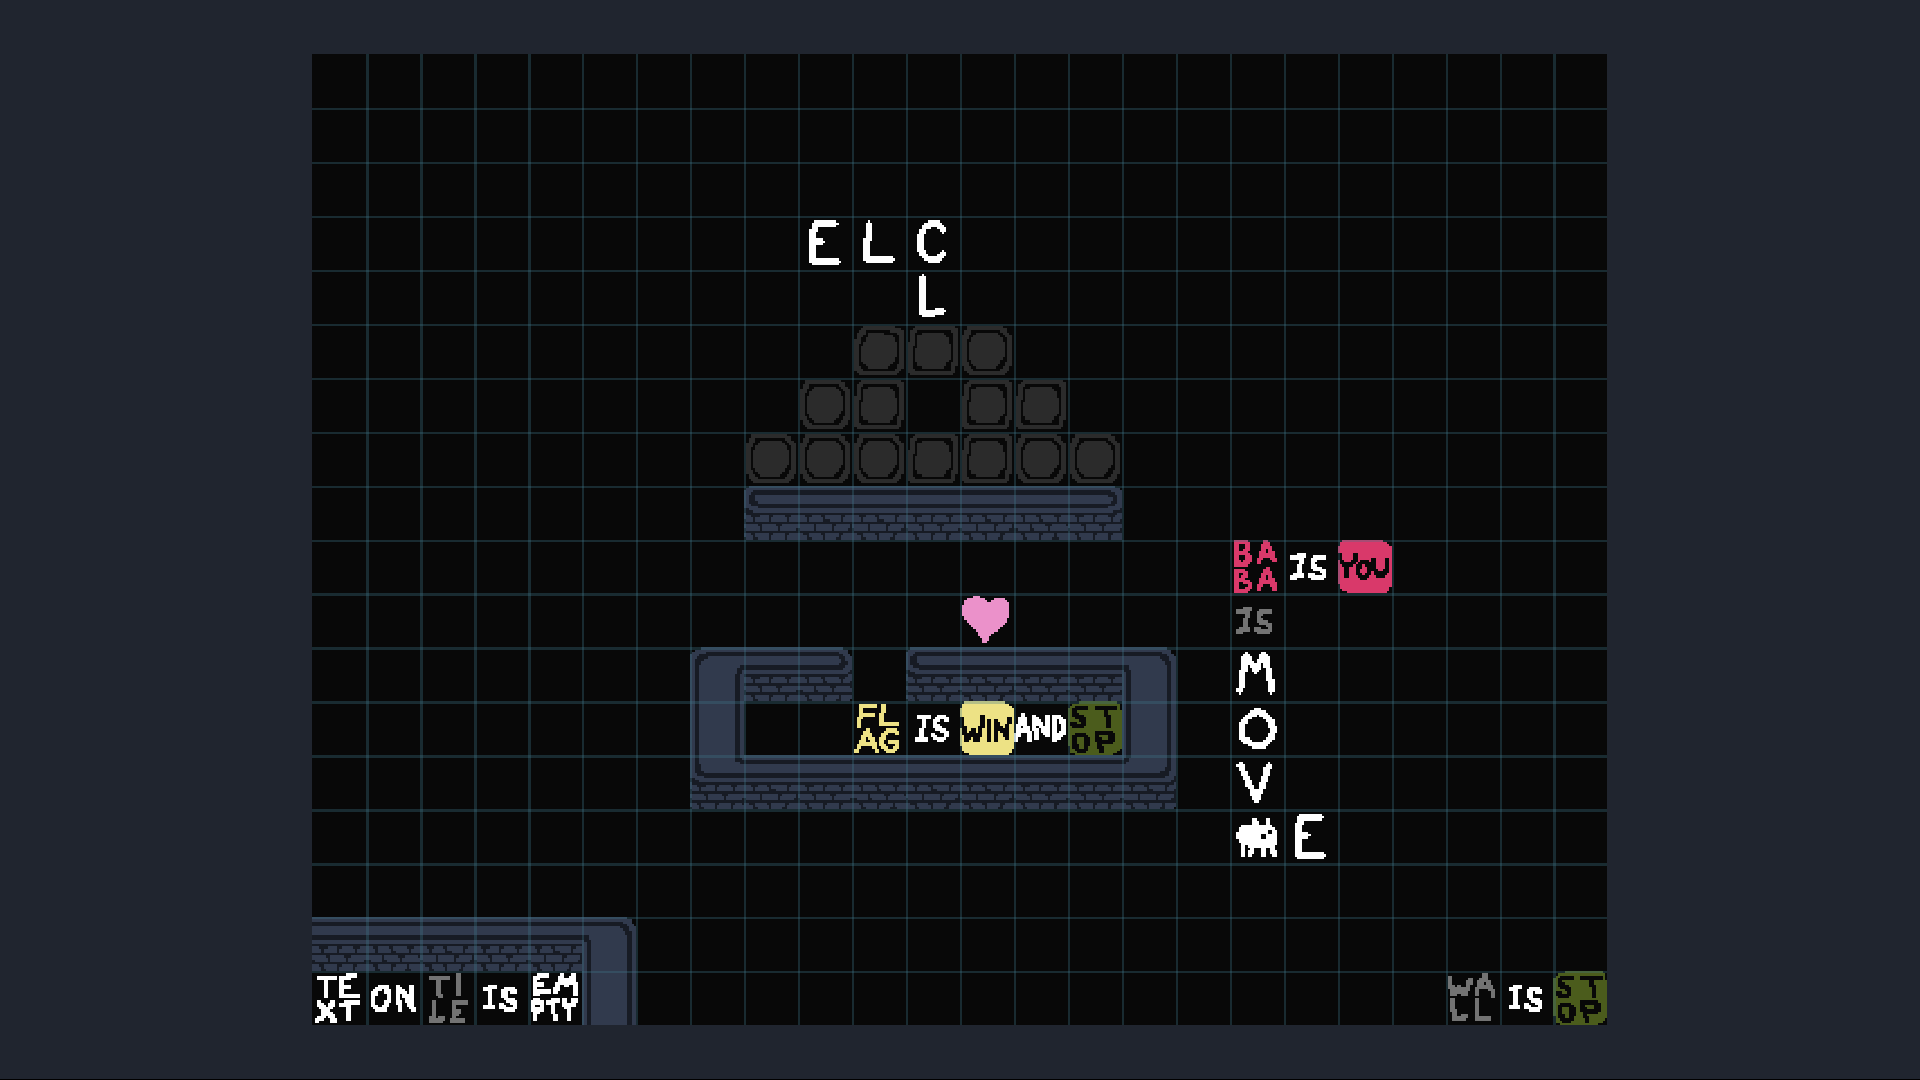 E L C
L
BABA IS YOU
IS
M
FLAG IS WIN AND STOP
O
V
E
TEXT ON TILE IS EMPTY
WALL IS STOP